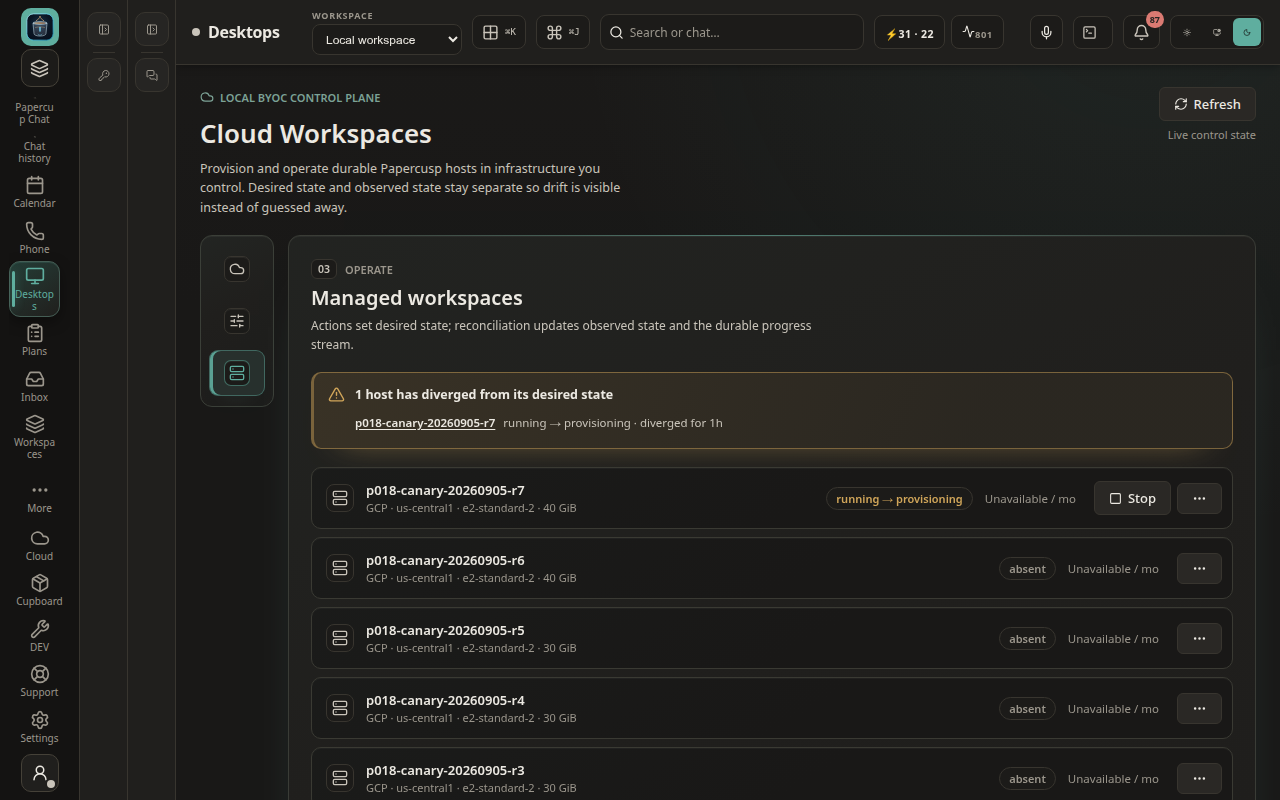 Desktops
WORKSPACE
Local workspace
⌘K
⌘J
Search or chat...
⚡31 · 22
801
87
Papercu
p Chat
Chat
history
Calendar
Phone
Desktop
s
Plans
Inbox
Workspa
ces
More
Cloud
Cupboard
DEV
Support
Settings
LOCAL BYOC CONTROL PLANE
Cloud Workspaces
Provision and operate durable Papercusp hosts in infrastructure you
control. Desired state and observed state stay separate so drift is visible
instead of guessed away.
Refresh
Live control state
03 OPERATE
Managed workspaces
Actions set desired state; reconciliation updates observed state and the durable progress
stream.
1 host has diverged from its desired state
p018-canary-20260905-r7 running → provisioning · diverged for 1h
p018-canary-20260905-r7
GCP · us-central1 · e2-standard-2 · 40 GiB
running → provisioning
Unavailable / mo
Stop
p018-canary-20260905-r6
GCP · us-central1 · e2-standard-2 · 40 GiB
absent
Unavailable / mo
p018-canary-20260905-r5
GCP · us-central1 · e2-standard-2 · 30 GiB
absent
Unavailable / mo
p018-canary-20260905-r4
GCP · us-central1 · e2-standard-2 · 30 GiB
absent
Unavailable / mo
p018-canary-20260905-r3
GCP · us-central1 · e2-standard-2 · 30 GiB
absent
Unavailable / mo